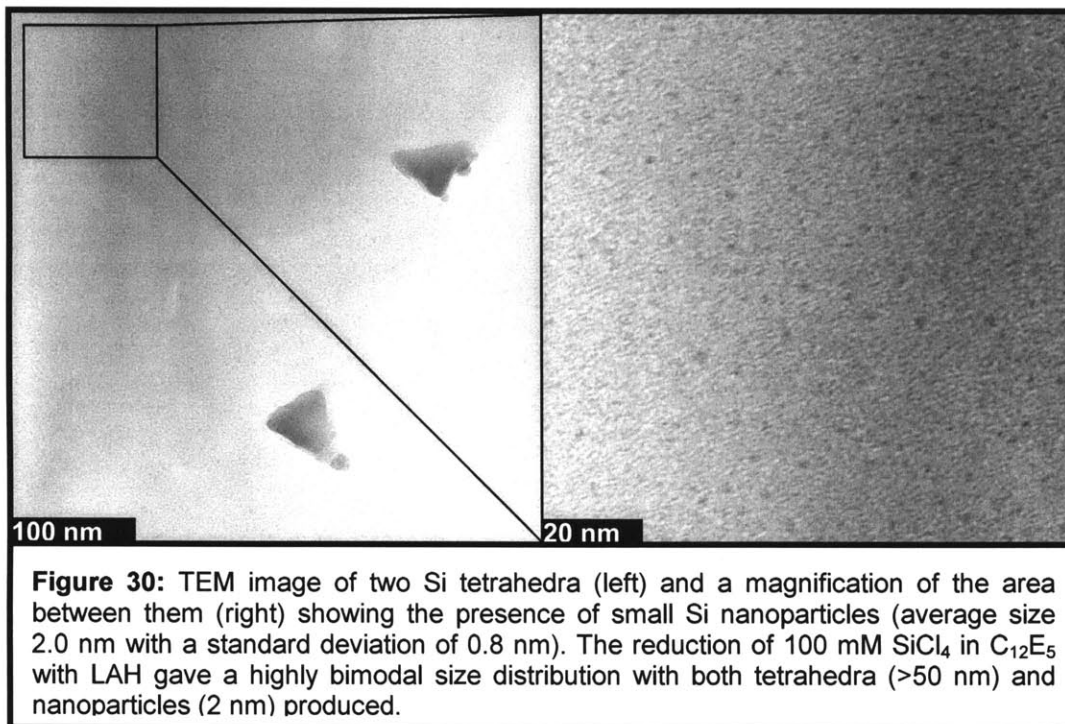 100 nm
20 nm
Figure 30: TEM image of two Si tetrahedra (left) and a magnification of the area
between them (right) showing the presence of small Si nanoparticles (average size
2.0 nm with a standard deviation of 0.8 nm). The reduction of 100 mM SiCl₄ in C₁₂E₅
with LAH gave a highly bimodal size distribution with both tetrahedra (>50 nm) and
nanoparticles (2 nm) produced.